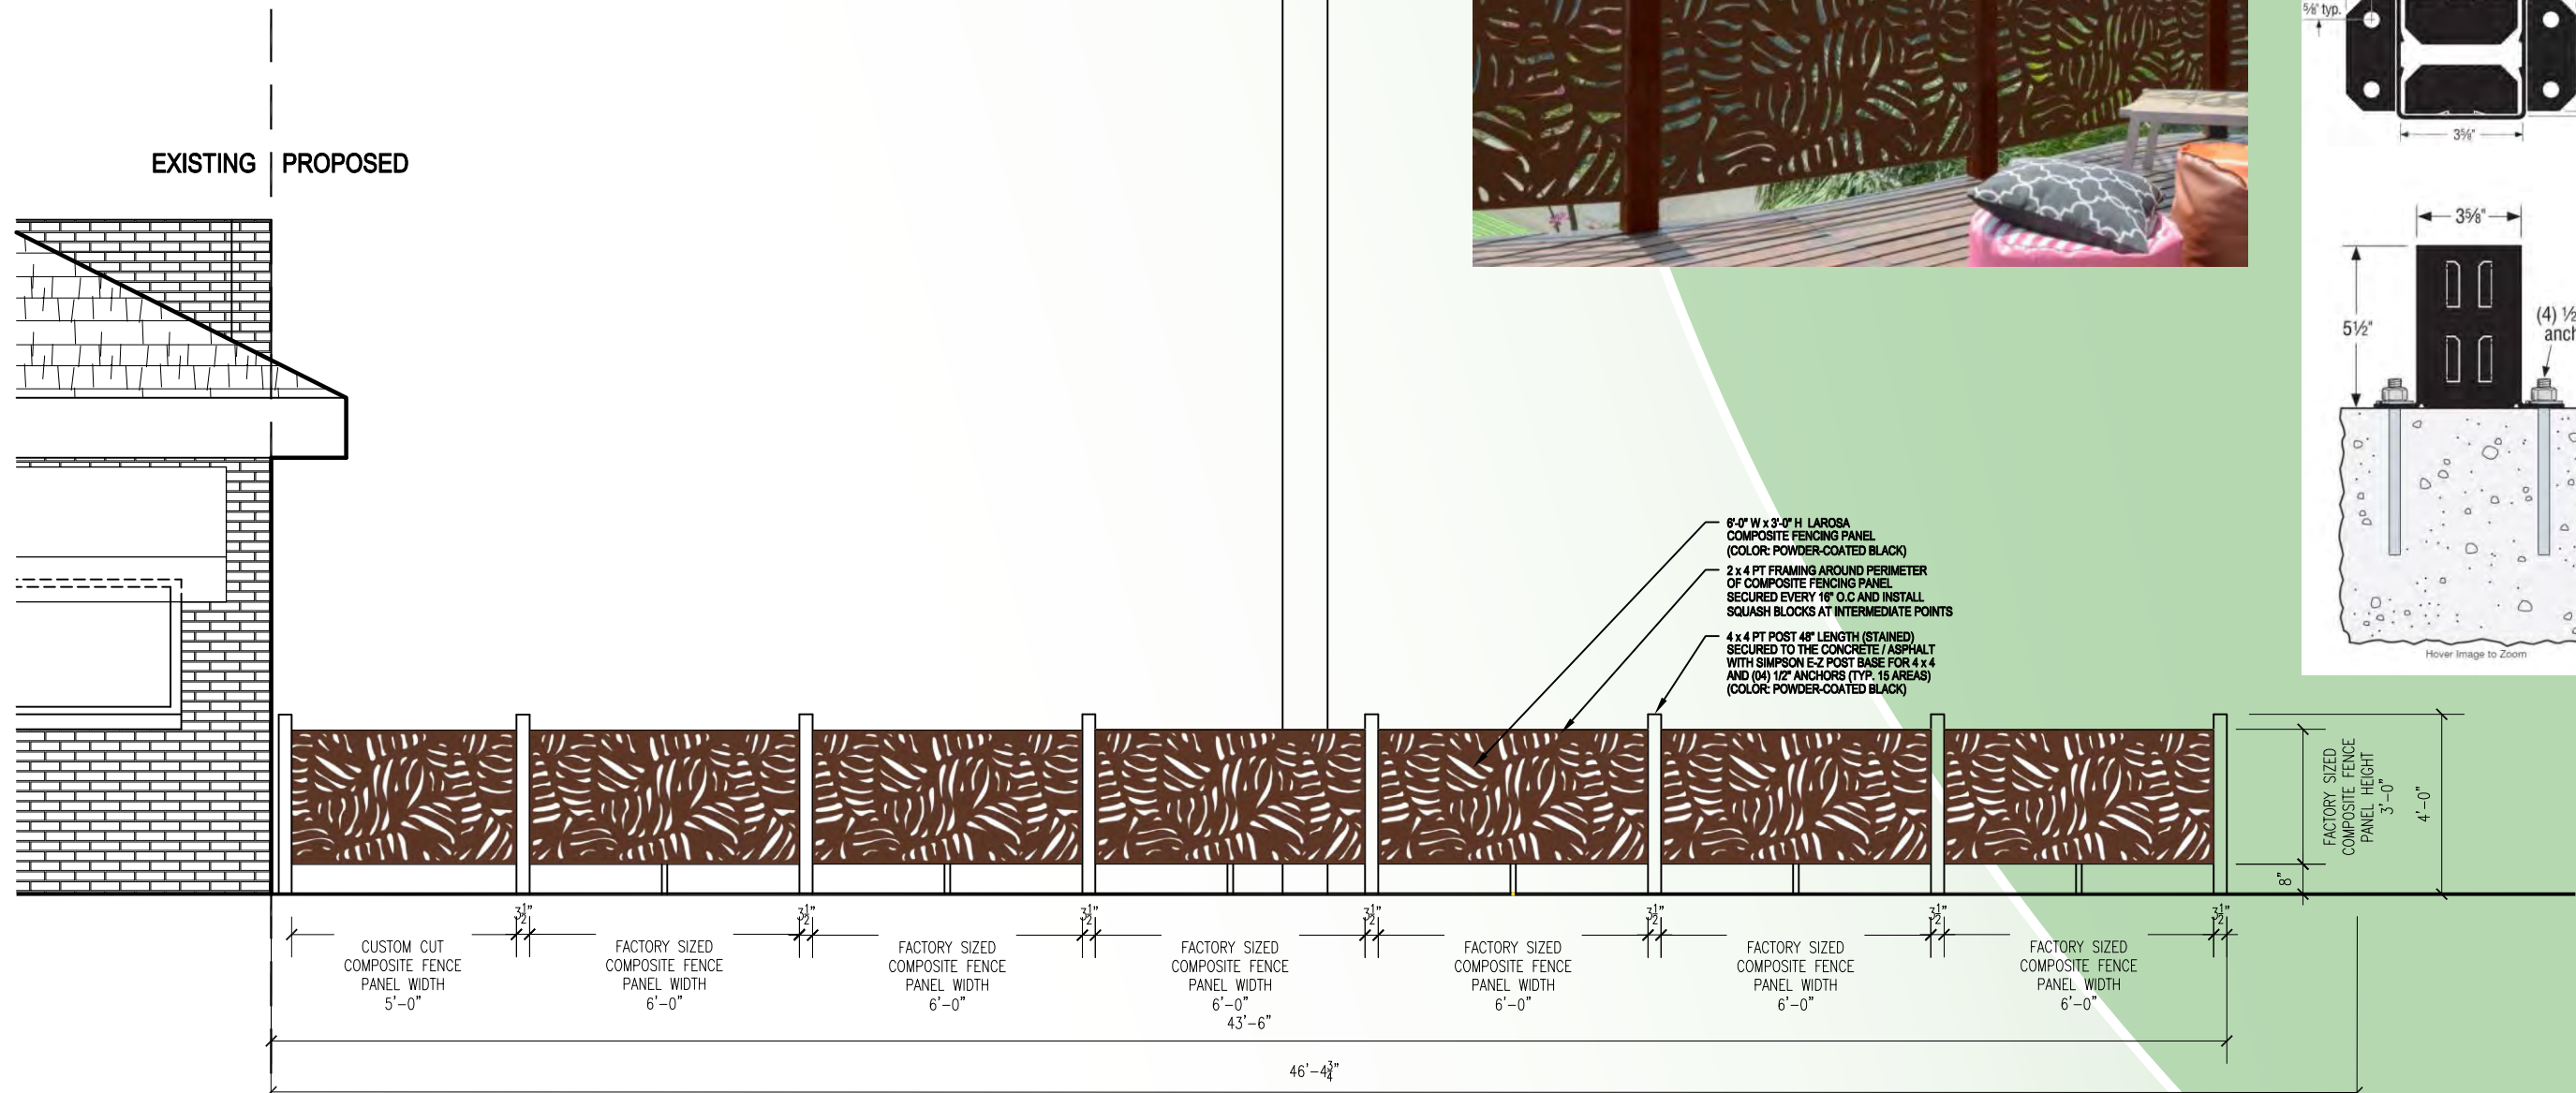 5/8" typ.
3⅝"
EXISTING PROPOSED
3⅝"
5½"
(4) ½
anch
Hover Image to Zoom
6'-0" W x 3'-0" H LAROSA
COMPOSITE FENCING PANEL
(COLOR: POWDER-COATED BLACK)
2 x 4 PT FRAMING AROUND PERIMETER
OF COMPOSITE FENCING PANEL
SECURED EVERY 16" O.C AND INSTALL
SQUASH BLOCKS AT INTERMEDIATE POINTS
4 x 4 PT POST 48" LENGTH (STAINED)
SECURED TO THE CONCRETE / ASPHALT
WITH SIMPSON E-Z POST BASE FOR 4 x 4
AND (04) 1/2" ANCHORS (TYP. 15 AREAS)
(COLOR: POWDER-COATED BLACK)
FACTORY SIZED
COMPOSITE FENCE
PANEL HEIGHT
3'-0"
4'-0"
8"
3½"
3½"
3½"
3½"
3½"
3½"
3½"
CUSTOM CUT
COMPOSITE FENCE
PANEL WIDTH
5'-0"
FACTORY SIZED
COMPOSITE FENCE
PANEL WIDTH
6'-0"
FACTORY SIZED
COMPOSITE FENCE
PANEL WIDTH
6'-0"
FACTORY SIZED
COMPOSITE FENCE
PANEL WIDTH
6'-0"
FACTORY SIZED
COMPOSITE FENCE
PANEL WIDTH
6'-0"
FACTORY SIZED
COMPOSITE FENCE
PANEL WIDTH
6'-0"
FACTORY SIZED
COMPOSITE FENCE
PANEL WIDTH
6'-0"
43'-6"
46'-4¾"